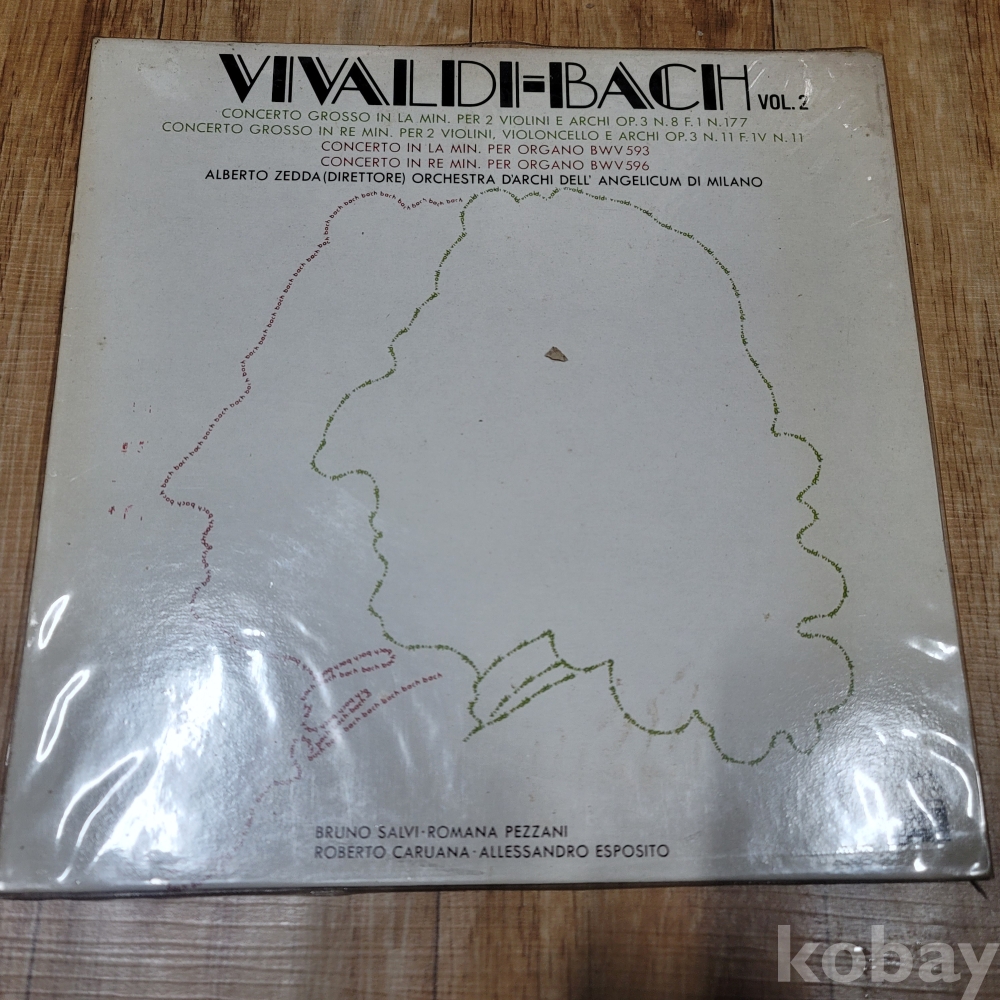 VIVALDI-BACH VOL. 2
CONCERTO GROSSO IN LA MIN. PER 2 VIOLINI E ARCHI OP. 3 N. 8 F. I N. 177
CONCERTO GROSSO IN RE MIN. PER 2 VIOLINI, VIOLONCELLO E ARCHI OP. 3 N. 11 F. IV N. 11
CONCERTO IN LA MIN. PER ORGANO BWV 593
CONCERTO IN RE MIN. PER ORGANO BWV 596
ALBERTO ZEDDA (DIRETTORE) ORCHESTRA D'ARCHI DELL' ANGELICUM DI MILANO
BRUNO SALVI · ROMANA PEZZANI
ROBERTO CARUANA · ALLESSANDRO ESPOSITO
kobay